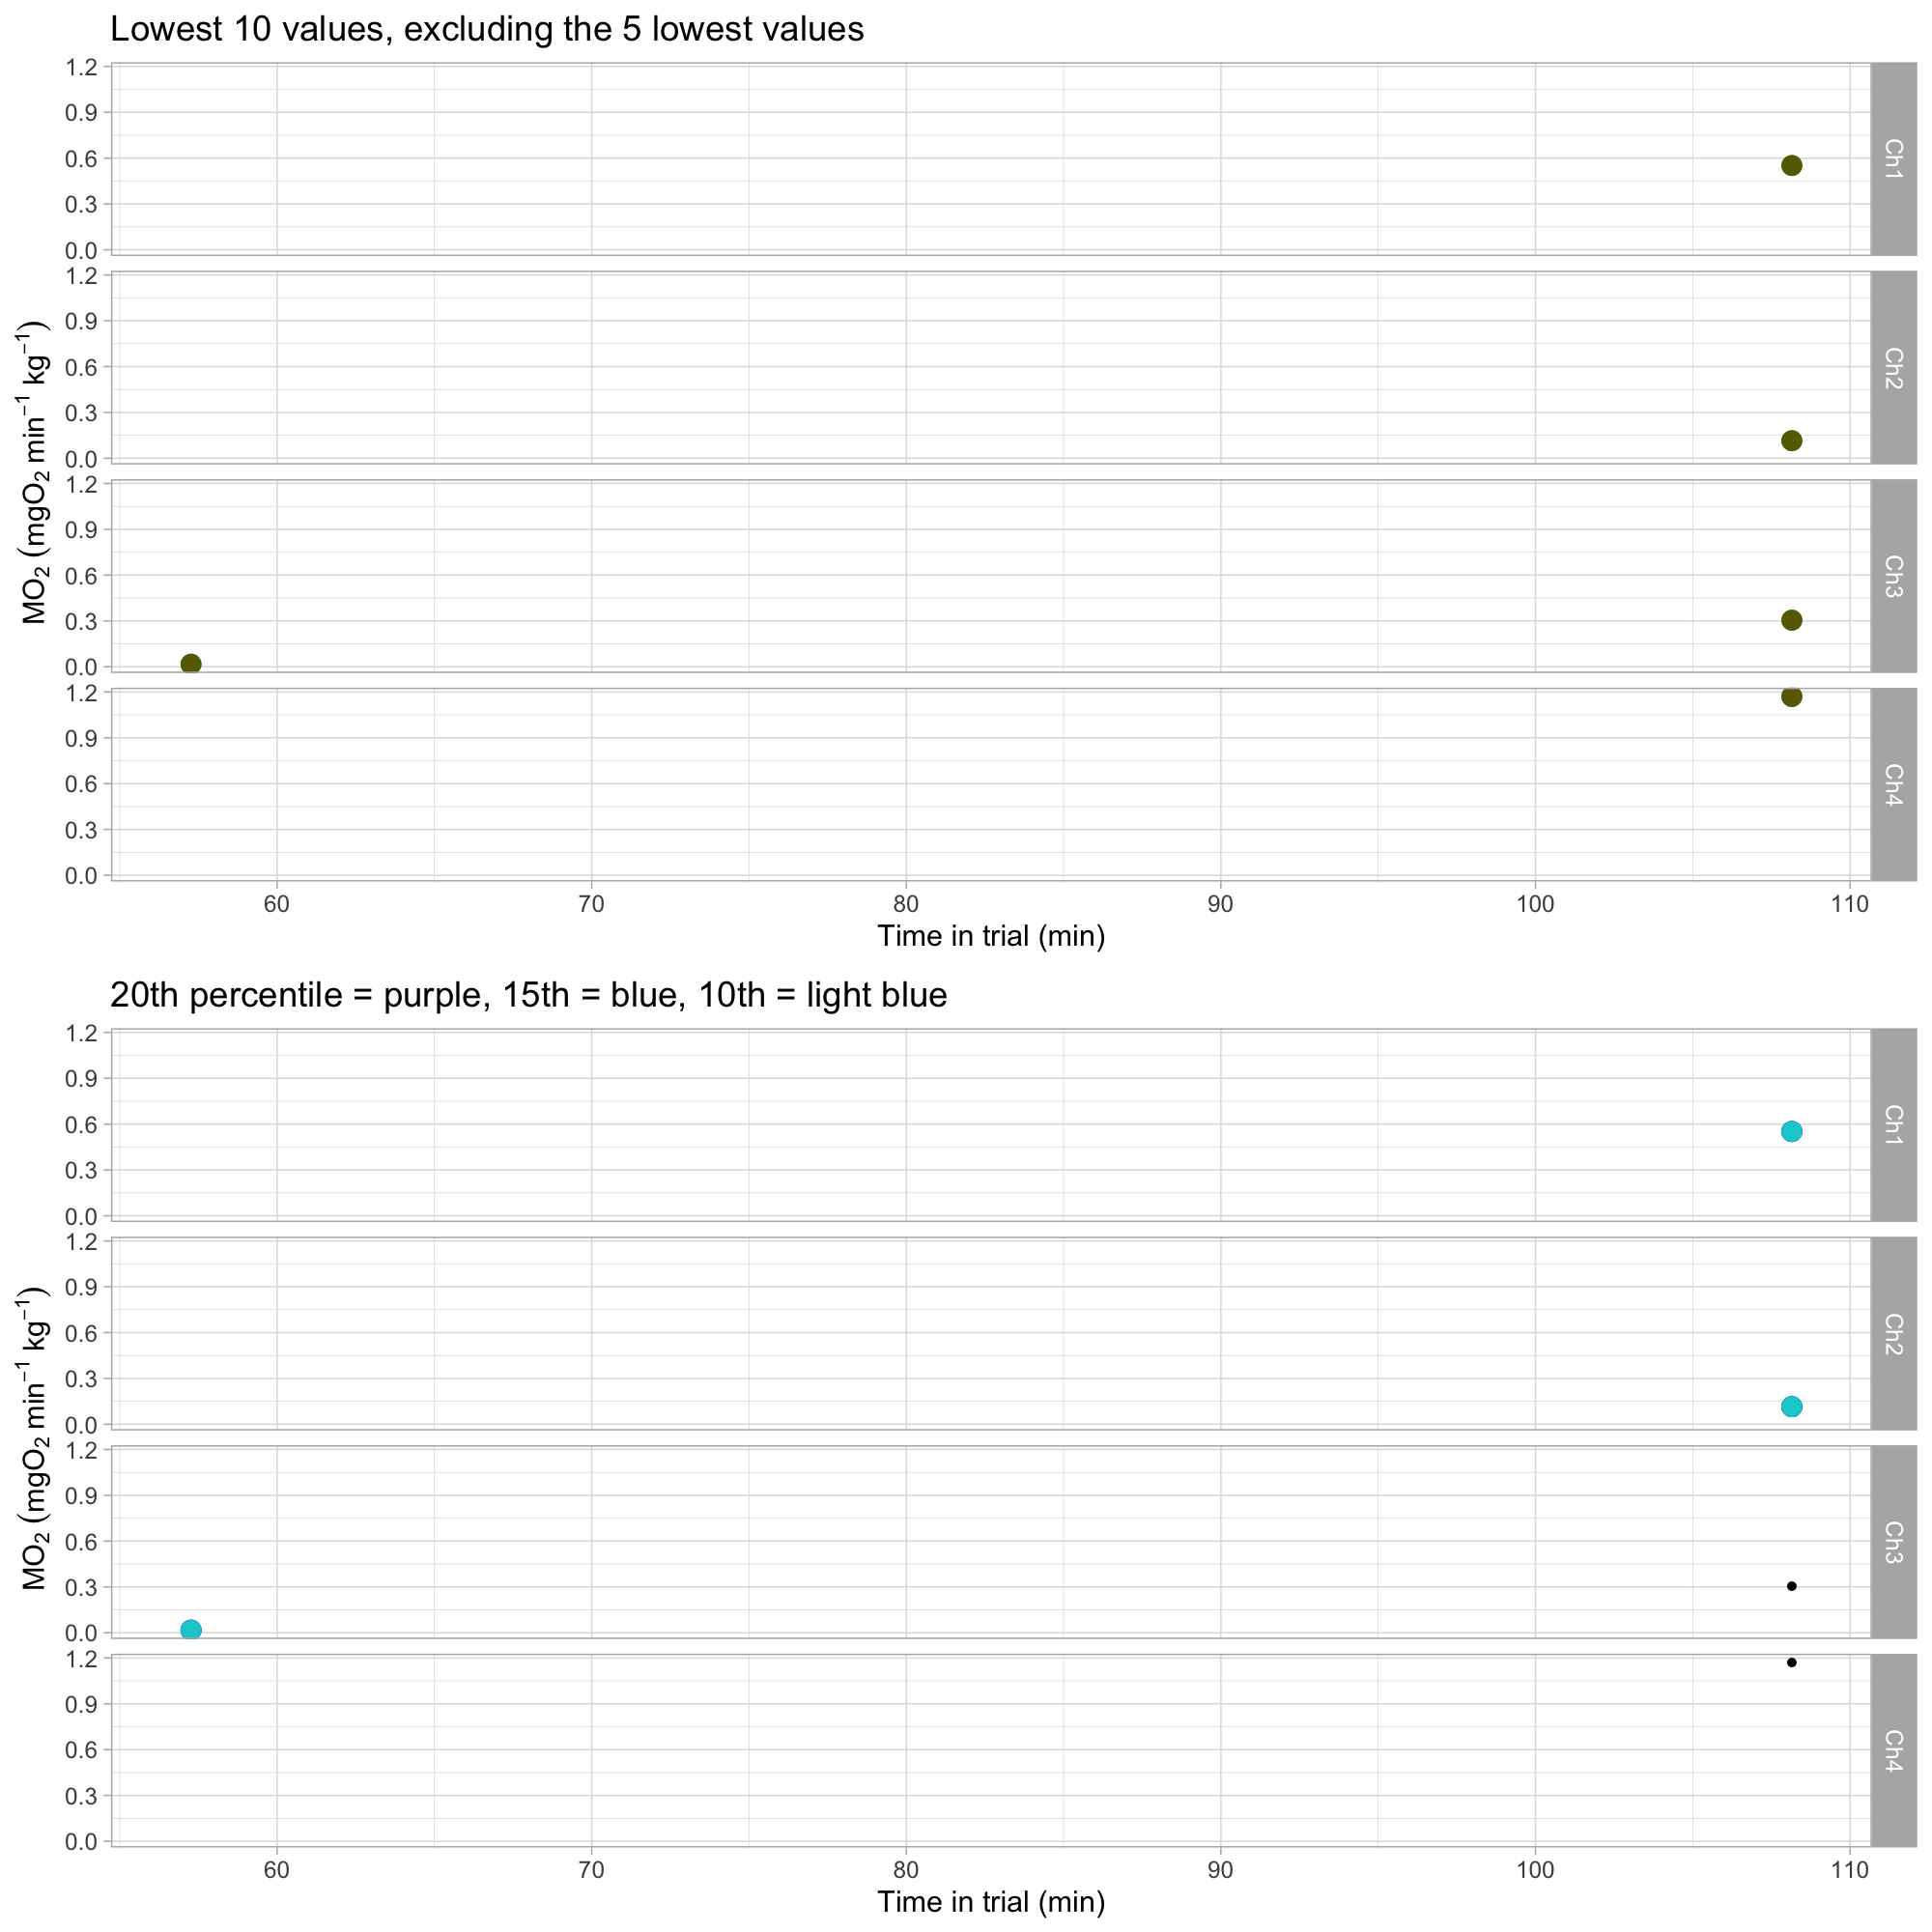 Lowest 10 values, excluding the 5 lowest values
1.2
0.9
0.6
0.3
0.0
Ch1
1.2
0.9
0.6
0.3
0.0
Ch2
1.2
0.9
0.6
0.3
0.0
Ch3
1.2
0.9
0.6
0.3
0.0
Ch4
MO₂ (mgO₂ min⁻¹ kg⁻¹)
60 70 80 90 100 110
Time in trial (min)
20th percentile = purple, 15th = blue, 10th = light blue
1.2
0.9
0.6
0.3
0.0
Ch1
1.2
0.9
0.6
0.3
0.0
Ch2
1.2
0.9
0.6
0.3
0.0
Ch3
1.2
0.9
0.6
0.3
0.0
Ch4
MO₂ (mgO₂ min⁻¹ kg⁻¹)
60 70 80 90 100 110
Time in trial (min)